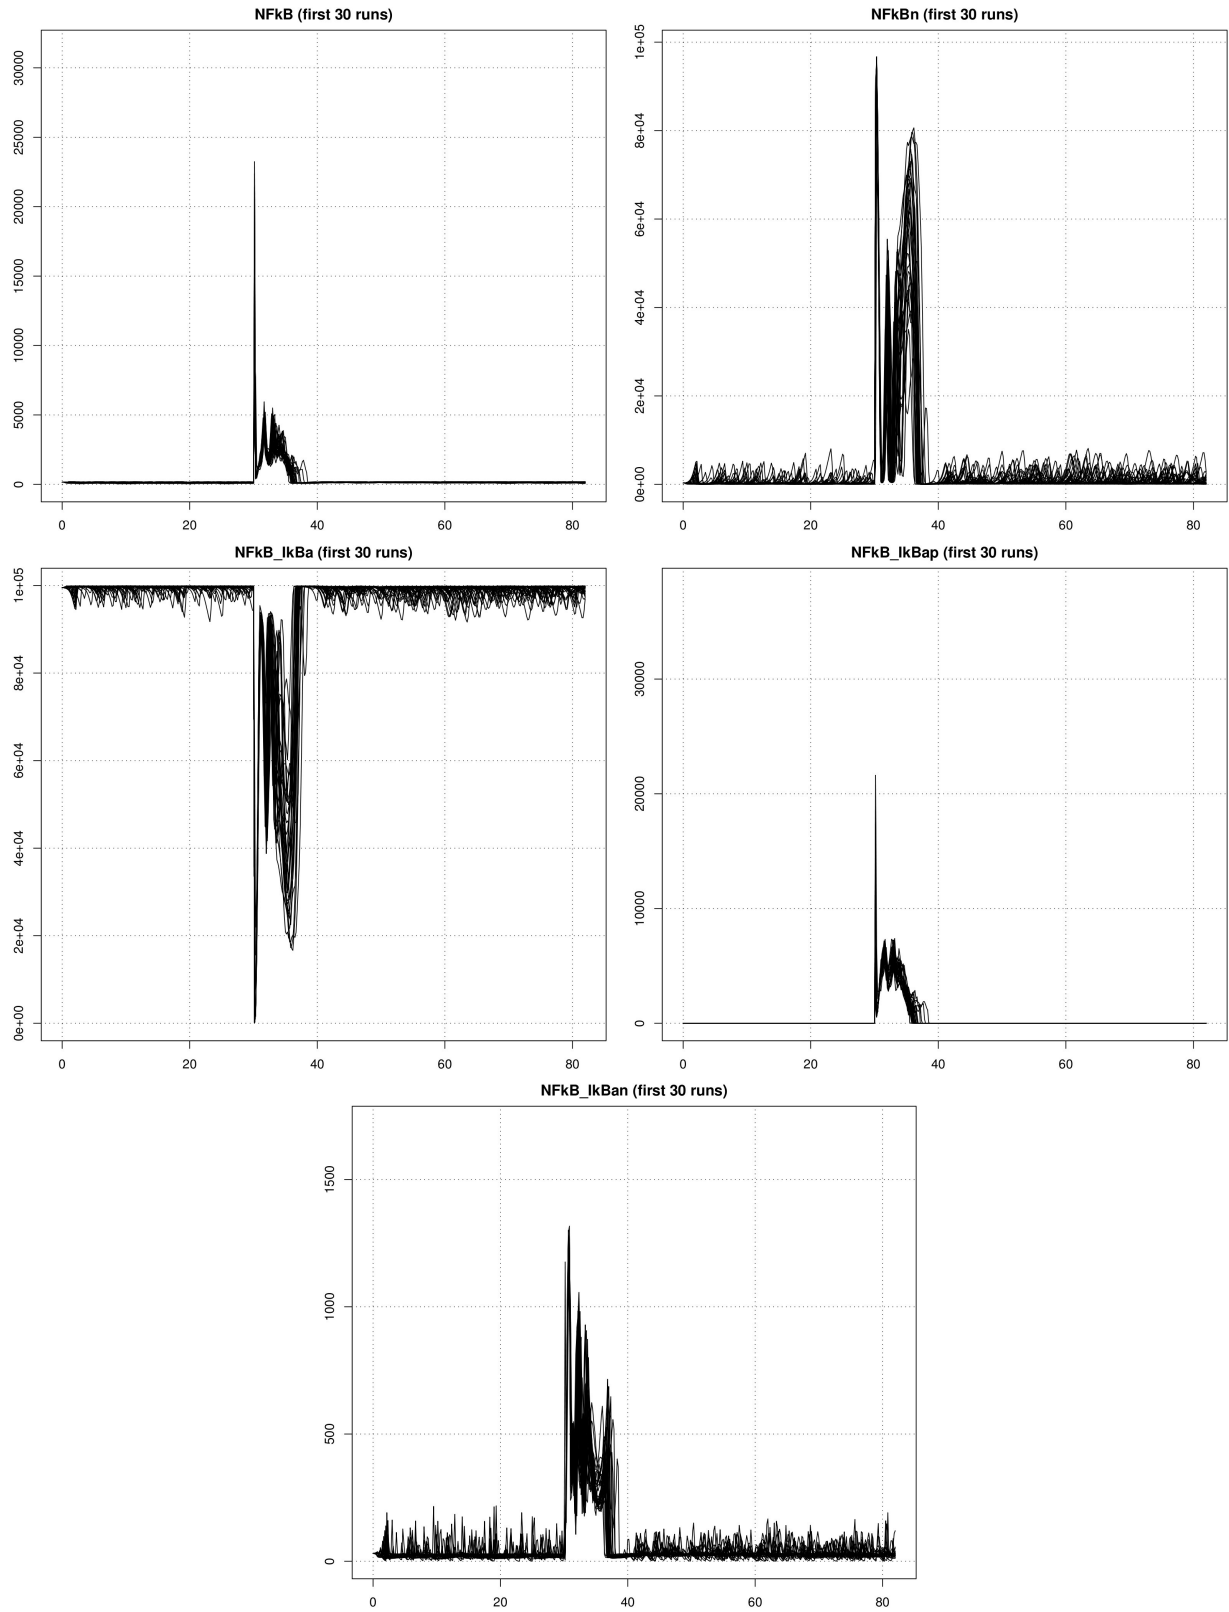 NFkB (first 30 runs)
30000
25000
20000
15000
10000
5000
0
0 20 40 60 80
NFkBn (first 30 runs)
1e+05
8e+04
6e+04
4e+04
2e+04
0e+00
0 20 40 60 80
NFkB_IkBa (first 30 runs)
1e+05
8e+04
6e+04
4e+04
2e+04
0e+00
0 20 40 60 80
NFkB_IkBap (first 30 runs)
30000
20000
10000
0
0 20 40 60 80
NFkB_IkBan (first 30 runs)
1500
1000
500
0
0 20 40 60 80